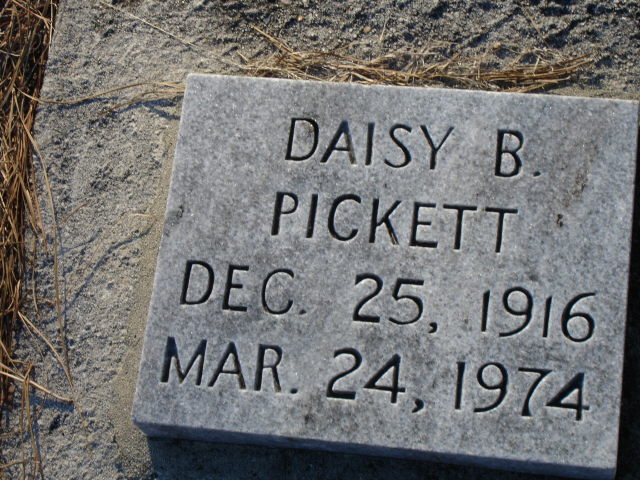 DAISY B.
PICKETT
DEC. 25, 1916
MAR. 24, 1974